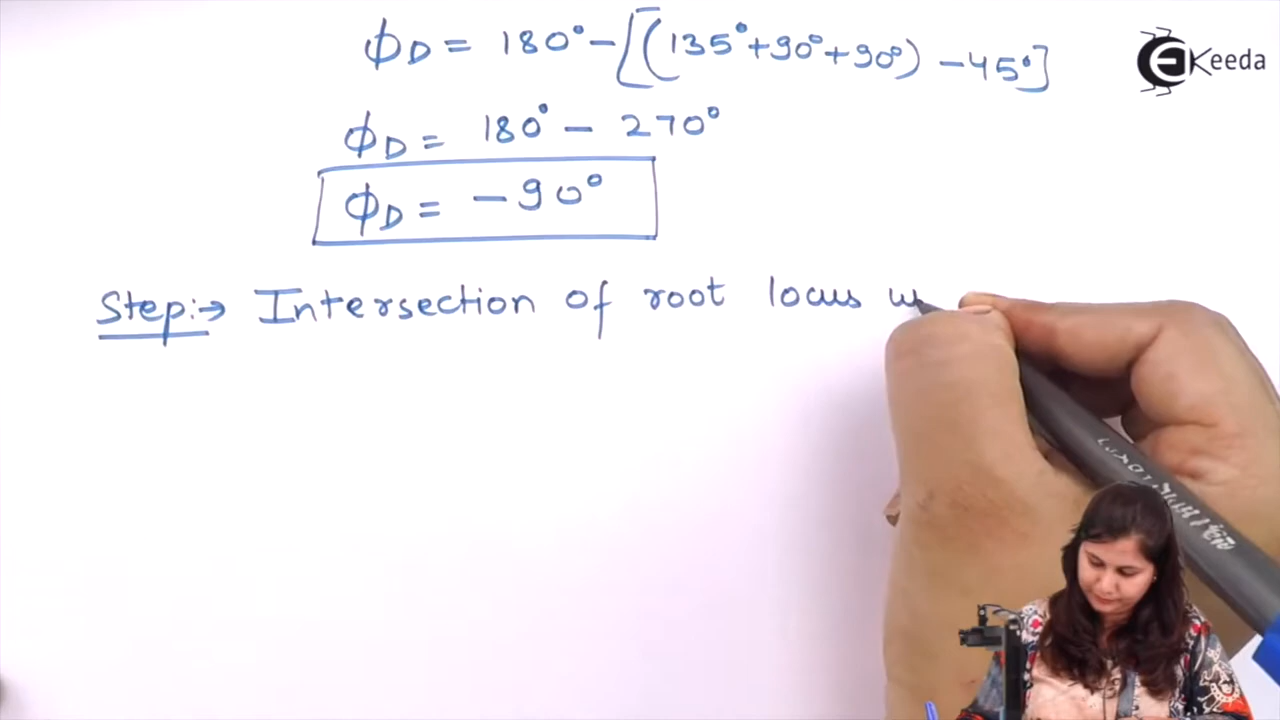 ϕD = 180° - [(135°+90°+90°) - 45°]
EKeeda
ϕD = 180° - 270°
ϕD = - 90°
Step:→ Intersection of root locus